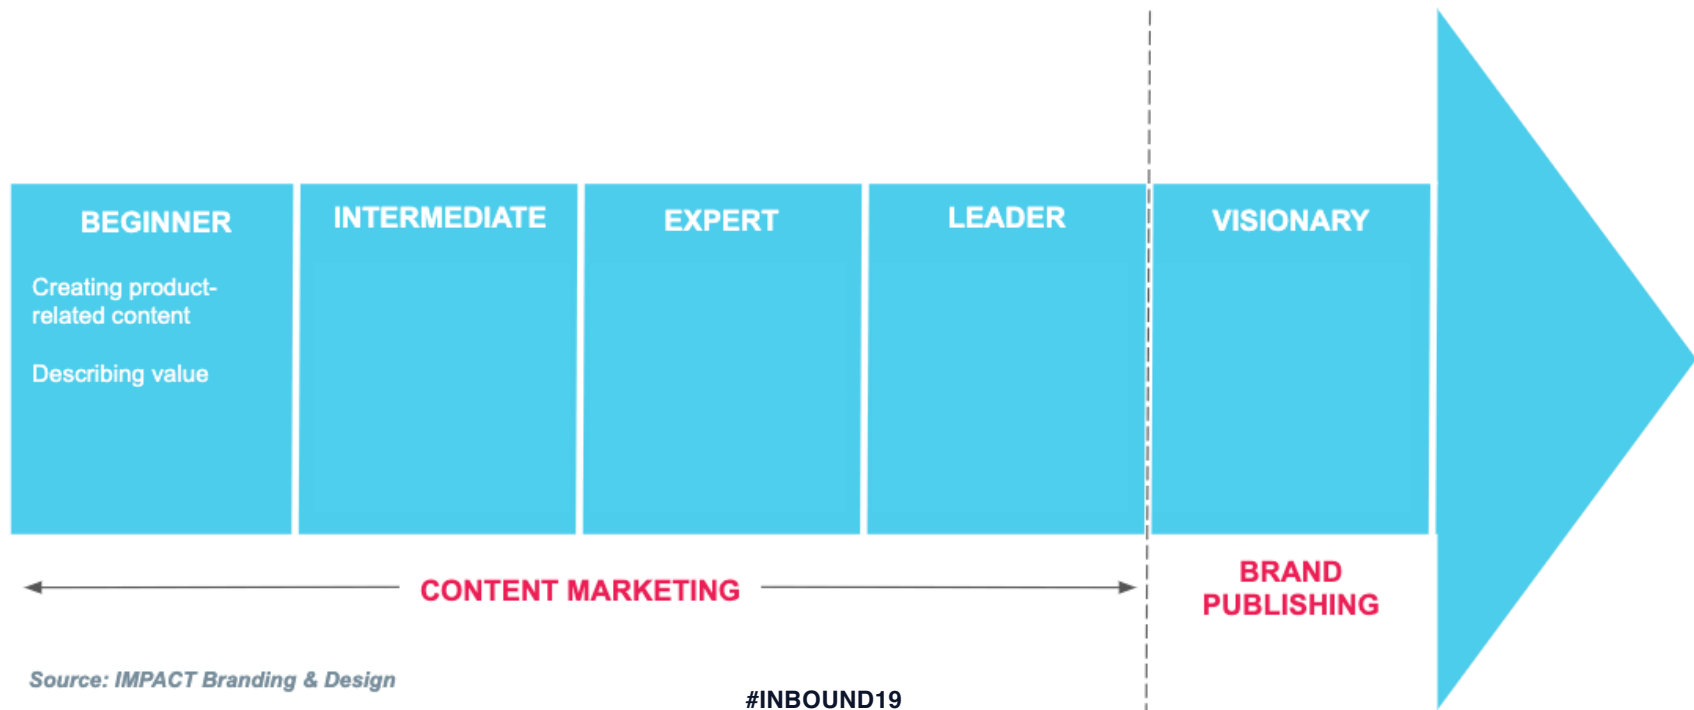 BEGINNER
Creating product-
related content
Describing value
INTERMEDIATE
EXPERT
LEADER
VISIONARY
CONTENT MARKETING
BRAND
PUBLISHING
Source: IMPACT Branding & Design
#INBOUND19